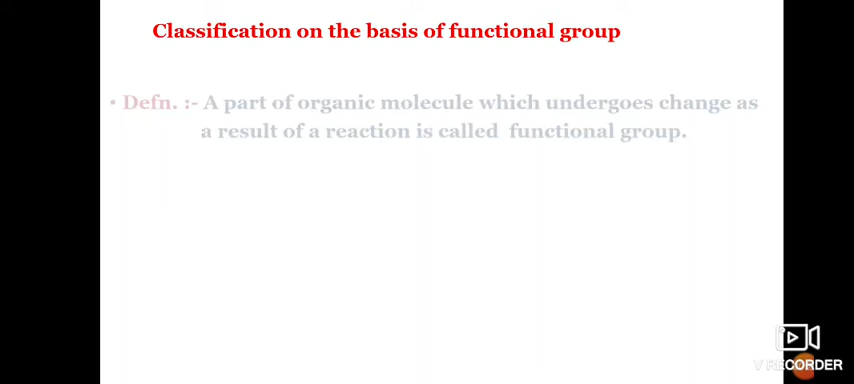 Classification on the basis of functional group
• Defn. :- A part of organic molecule which undergoes change as
a result of a reaction is called functional group.
V RECORDER